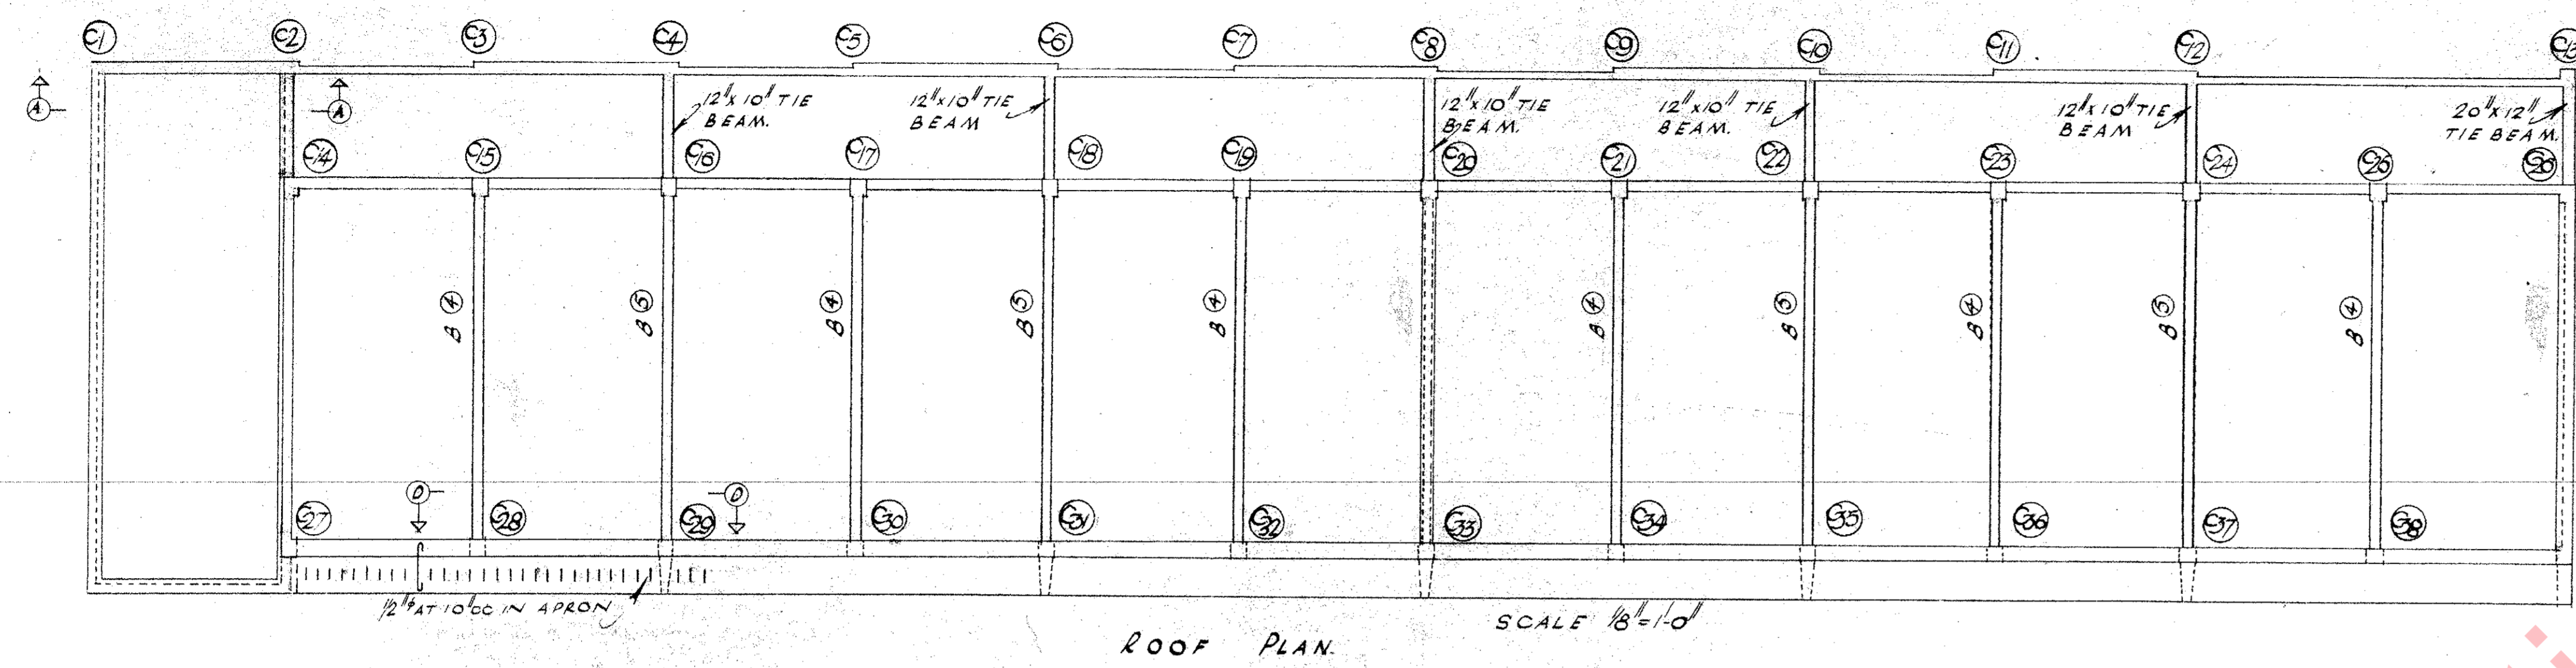 C1 C2 C3 C4 C5 C6 C7 C8 C9 C10 C11 C12 C13
A A
12"x10" TIE
BEAM.
12"x10" TIE
BEAM
12"x10" TIE
BEAM.
12"x10" TIE
BEAM.
12"x10" TIE
BEAM
20"x12"
TIE BEAM.
C14 C15 C16 C17 C18 C19 C20 C21 C22 C23 C24 C26
B4 B5 B4 B5 B4 B4 B5 B4 B5 B4
D D
C27 C28 C29 C30 C31 C32 C33 C34 C35 C36 C37 C38
1/2"φ AT 10"CC IN APRON
SCALE 1/8"=1'-0"
ROOF PLAN.